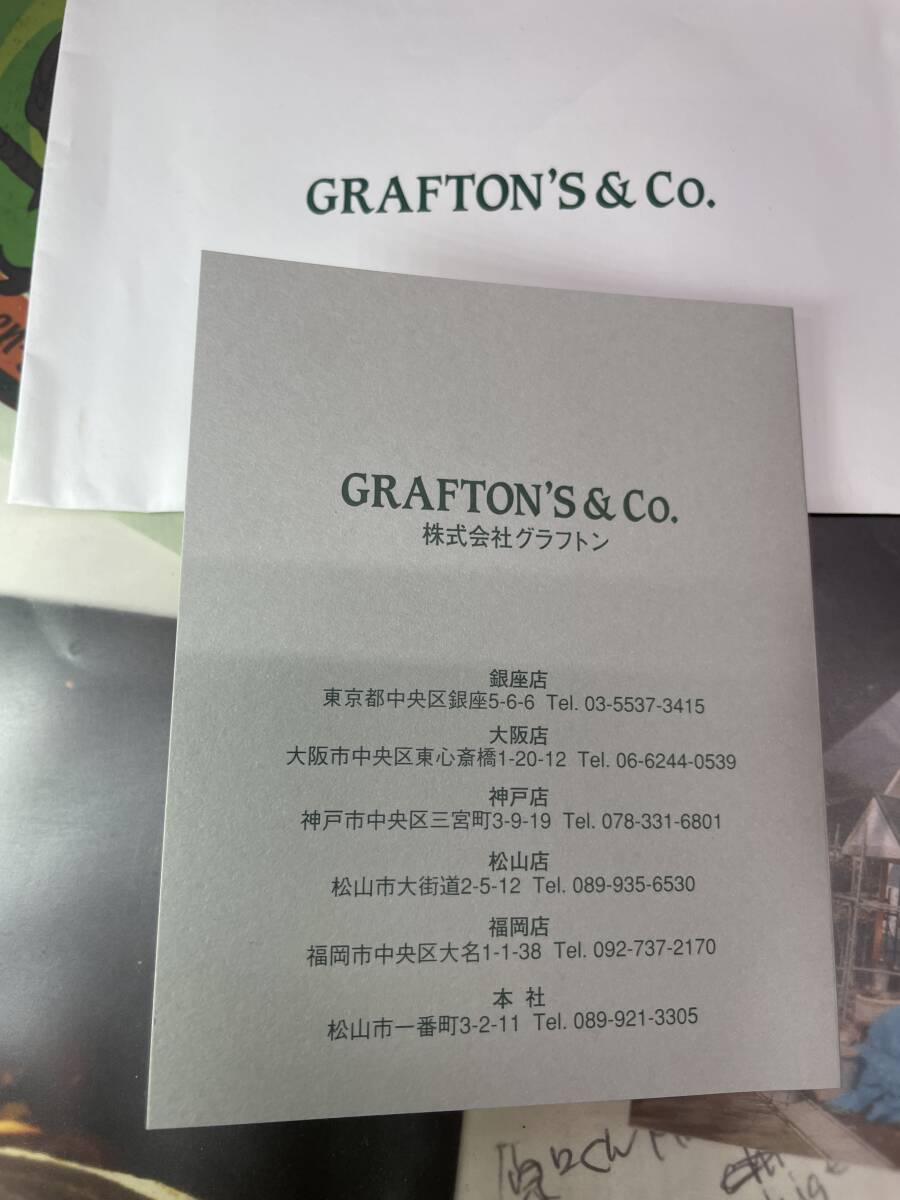 GRAFTON'S & Co.
GRAFTON'S & Co.
株式会社グラフトン
銀座店
東京都中央区銀座5-6-6 Tel. 03-5537-3415
大阪店
大阪市中央区東心斎橋1-20-12 Tel. 06-6244-0539
神戸店
神戸市中央区三宮町3-9-19 Tel. 078-331-6801
松山店
松山市大街道2-5-12 Tel. 089-935-6530
福岡店
福岡市中央区大名1-1-38 Tel. 092-737-2170
本 社
松山市一番町3-2-11 Tel. 089-921-3305